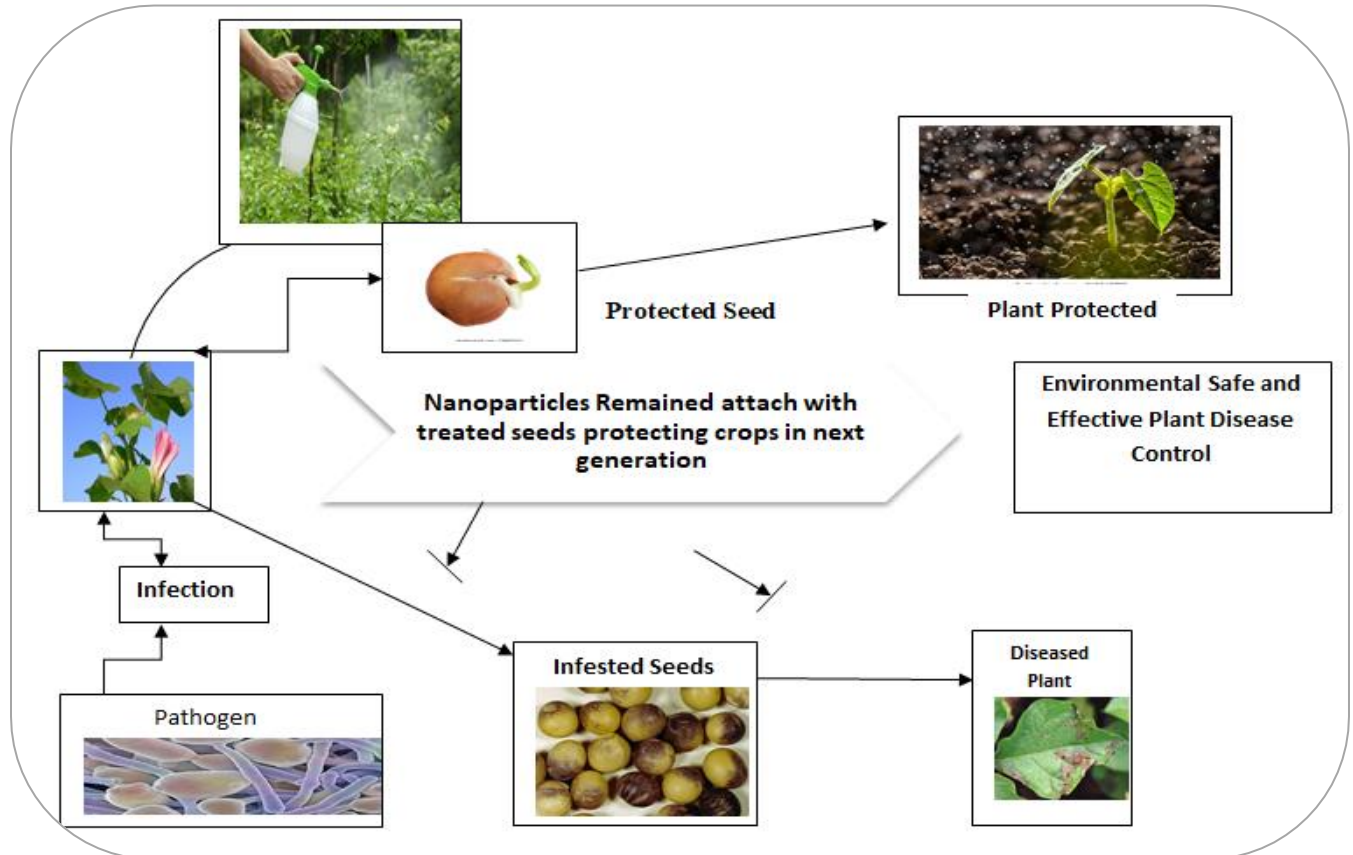 Protected Seed
Plant Protected
Nanoparticles Remained attach with
treated seeds protecting crops in next
generation
Environmental Safe and
Effective Plant Disease
Control
Infection
Infested Seeds
Diseased
Plant
Pathogen